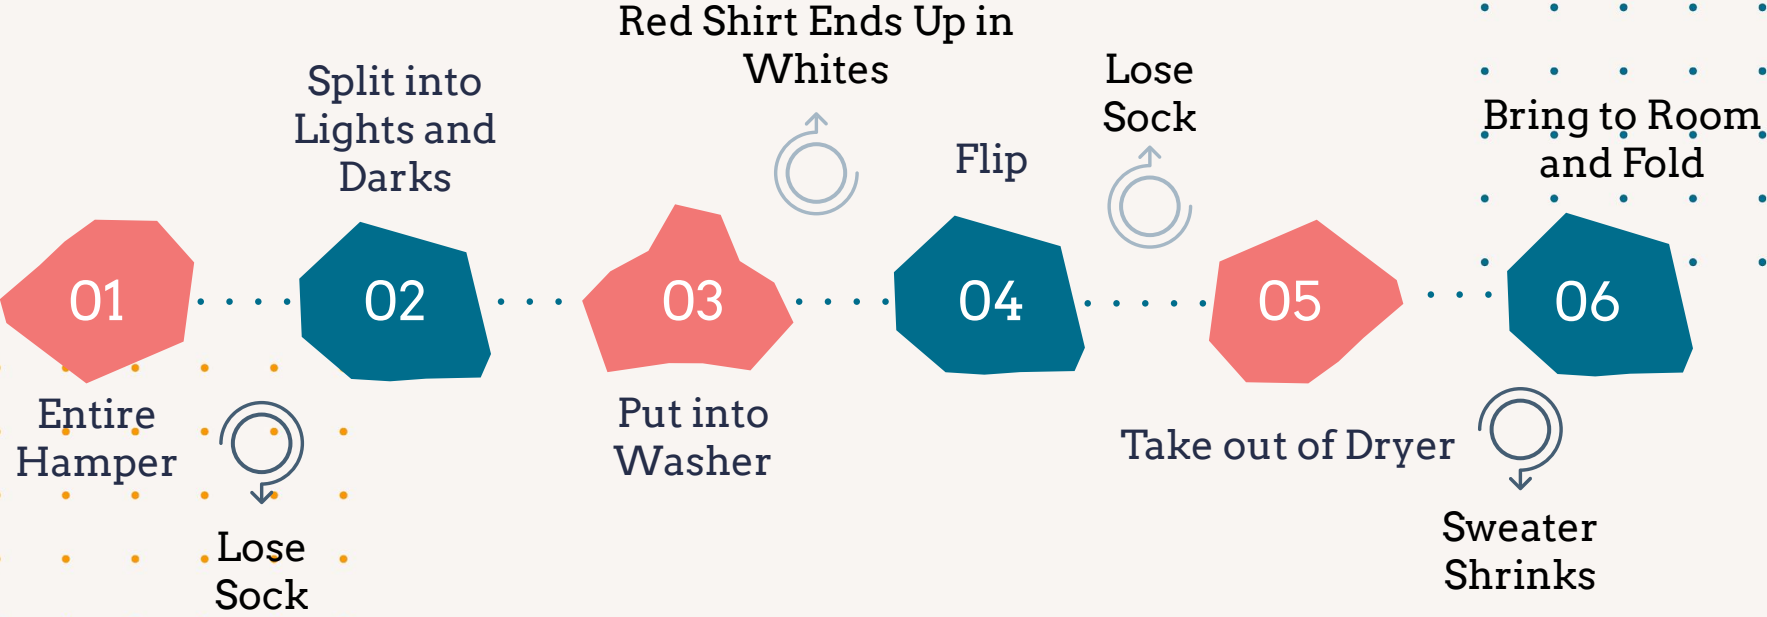 Red Shirt Ends Up in
Whites
Split into
Lights and
Darks
Lose
Sock
Flip
Bring to Room
and Fold
01
02
03
04
05
06
Entire
Hamper
Put into
Washer
Take out of Dryer
Lose
Sock
Sweater
Shrinks